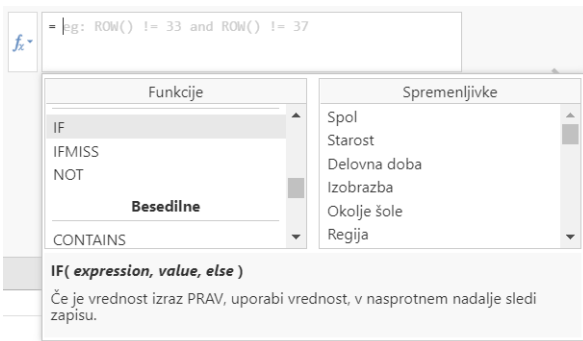 fx
= eg: ROW() != 33 and ROW() != 37
Funkcije
IF
IFMISS
NOT
Besedilne
CONTAINS
Spremenljivke
Spol
Starost
Delovna doba
Izobrazba
Okolje šole
Regija
IF( expression, value, else )
Če je vrednost izraz PRAV, uporabi vrednost, v nasprotnem nadalje sledi
zapisu.